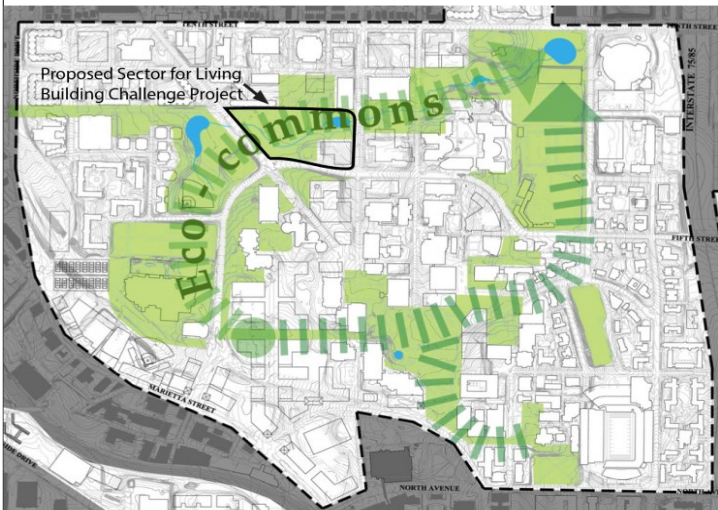 TENTH STREET
Proposed Sector for Living
Building Challenge Project
Eco - commons
INTERSTATE 75/85
FIFTH STREE
MARIETTA STREET
NORTH AVENUE